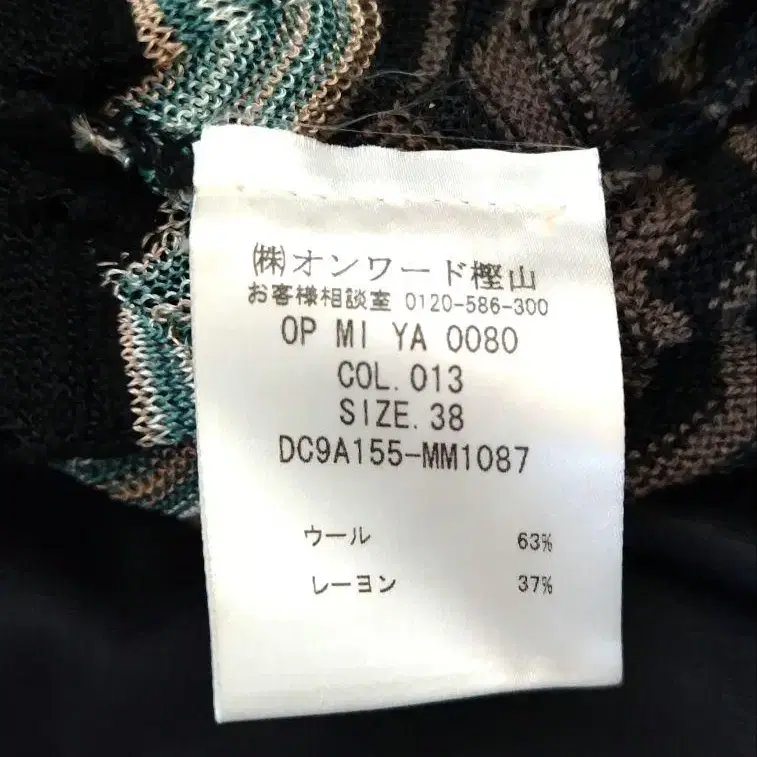 ㈱オンワード樫山
お客様相談室 0120-586-300
OP MI YA 0080
COL.013
SIZE.38
DC9A155-MM1087
ウール 63%
レーヨン 37%